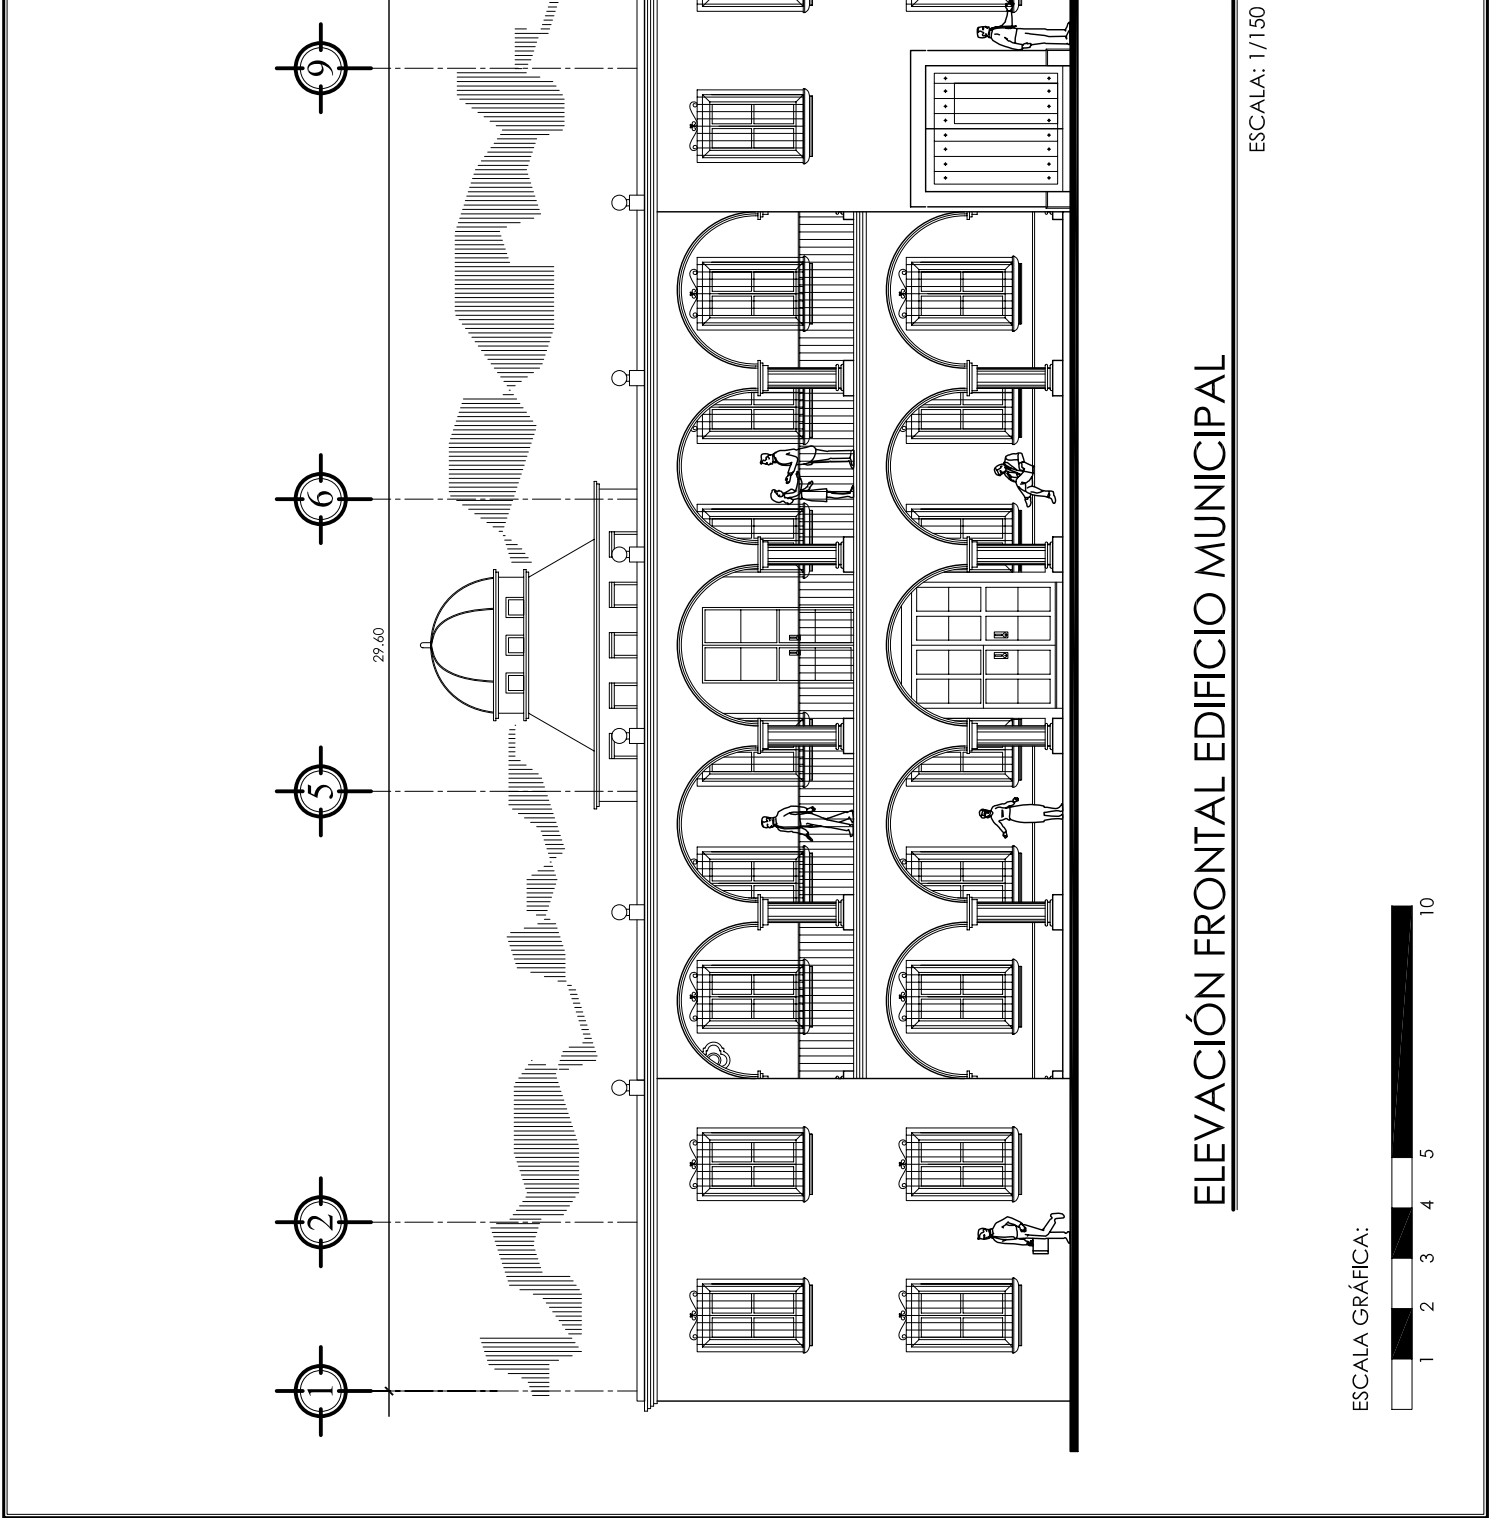 1
2
5
6
9
29.60
ELEVACIÓN FRONTAL EDIFICIO MUNICIPAL
ESCALA: 1/150
ESCALA GRÁFICA:
1 2 3 4 5 10